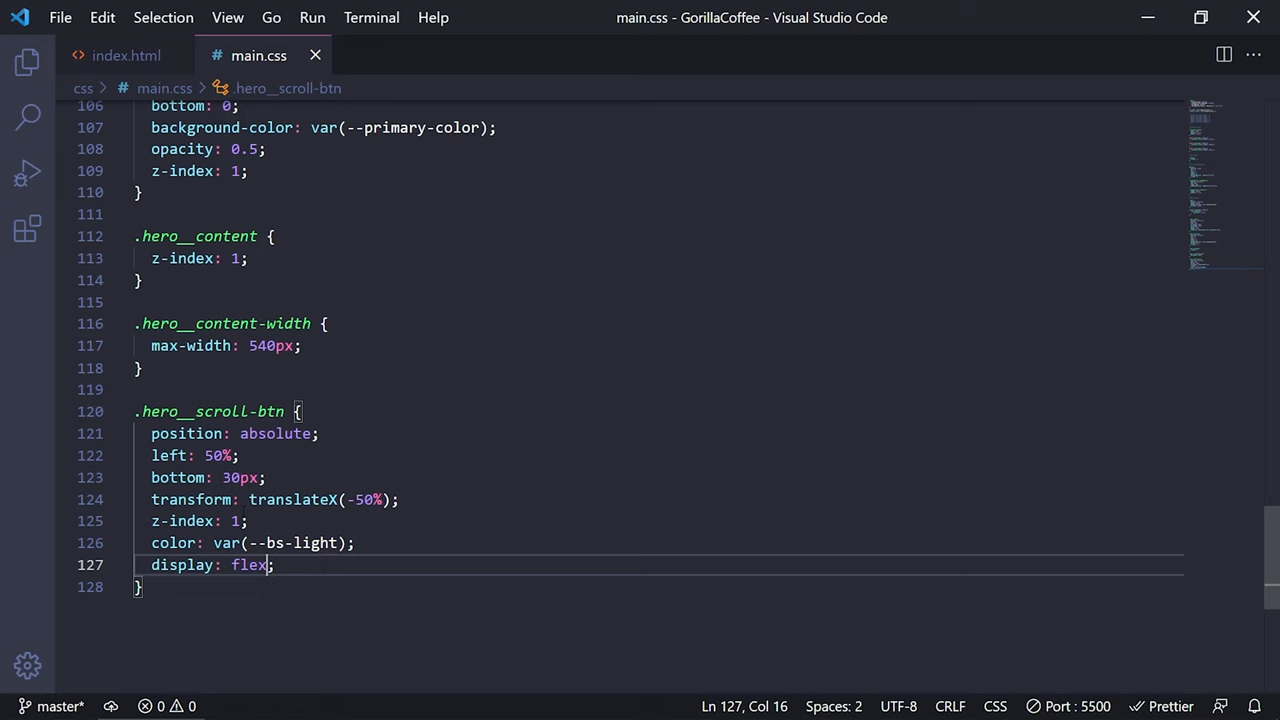 File Edit Selection View Go Run Terminal Help main.css - GorillaCoffee - Visual Studio Code
index.html # main.css
css > # main.css > hero__scroll-btn
106 bottom: 0;
107 background-color: var(--primary-color);
108 opacity: 0.5;
109 z-index: 1;
110 }
111
112 .hero__content {
113 z-index: 1;
114 }
115
116 .hero__content-width {
117 max-width: 540px;
118 }
119
120 .hero__scroll-btn {
121 position: absolute;
122 left: 50%;
123 bottom: 30px;
124 transform: translateX(-50%);
125 z-index: 1;
126 color: var(--bs-light);
127 display: flex;
128 }
master* 0 0 Ln 127, Col 16 Spaces: 2 UTF-8 CRLF CSS Port : 5500 Prettier